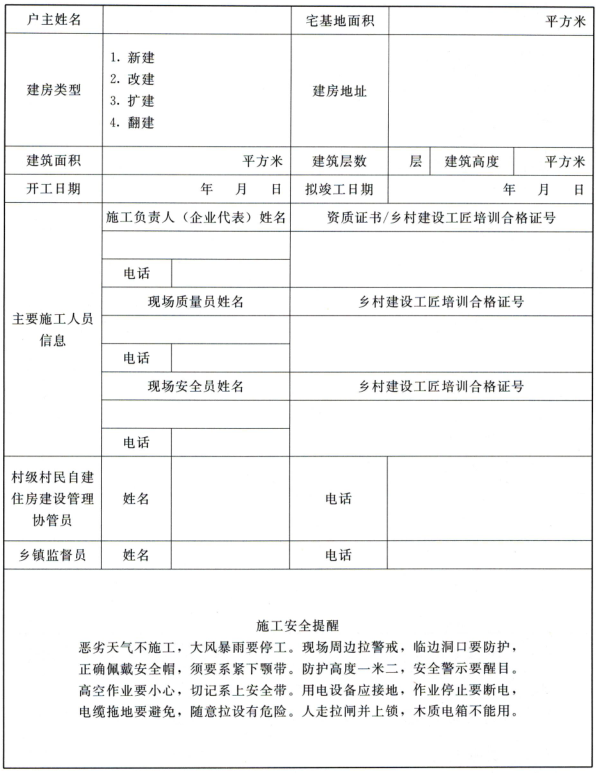 户主姓名 宅基地面积 平方米
建房类型
1. 新建
2. 改建
3. 扩建
4. 翻建
建房地址
建筑面积 平方米 建筑层数 层 建筑高度 平方米
开工日期 年 月 日 拟竣工日期 年 月 日
主要施工人员
信息
施工负责人（企业代表）姓名 资质证书/乡村建设工匠培训合格证号
电话
现场质量员姓名 乡村建设工匠培训合格证号
电话
现场安全员姓名 乡村建设工匠培训合格证号
电话
村级村民自建
住房建设管理
协管员
姓名 电话
乡镇监督员 姓名 电话
施工安全提醒
恶劣天气不施工，大风暴雨要停工。现场周边拉警戒，临边洞口要防护，
正确佩戴安全帽，须要系紧下颚带。防护高度一米二，安全警示要醒目。
高空作业要小心，切记系上安全带。用电设备应接地，作业停止要断电，
电缆拖地要避免，随意拉设有危险。人走拉闸并上锁，木质电箱不能用。